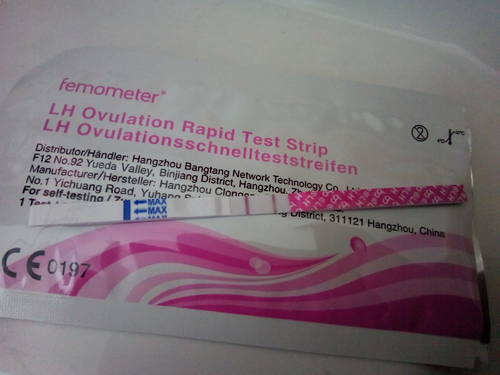 femometer®
LH Ovulation Rapid Test Strip
LH Ovulationsschnellteststreifen
Distributor/Händler: Hangzhou Bangtang Network Technology Co.,
F12 No.92 Yueda Valley, Binjiang District, Hangzhou,
Manufacturer/Hersteller: Hangzhou
No.1 Yichuang Road, Yuhang District, 311121 Hangzhou, China
For self-testing /
1
MAX
MAX
CE 0197